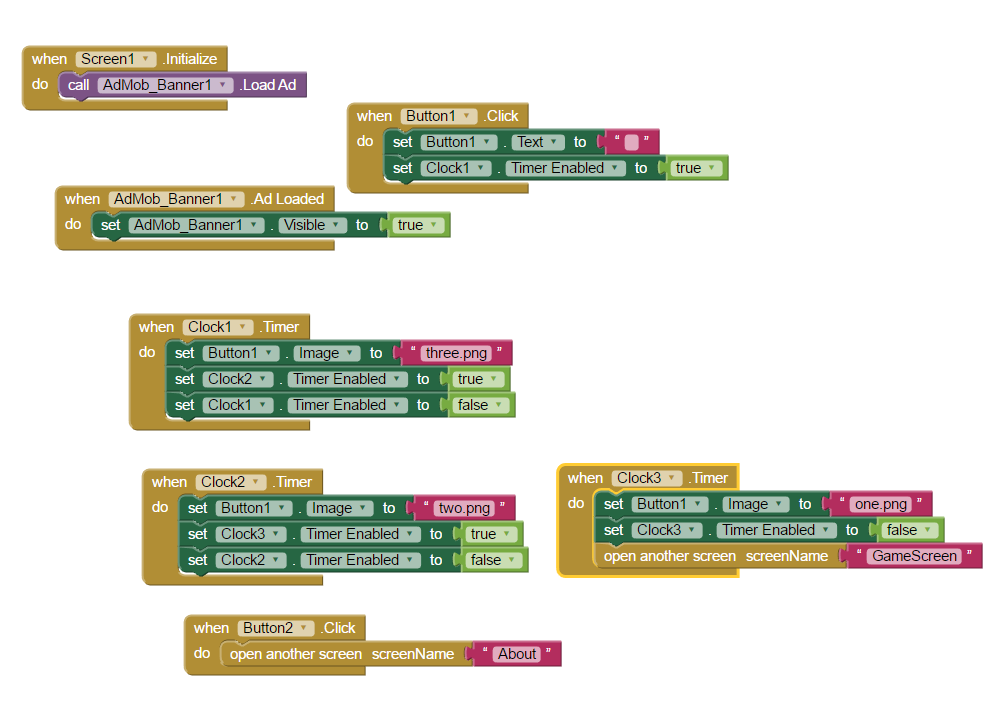 when Screen1 .Initialize
do call AdMob_Banner1 .Load Ad
when Button1 .Click
do set Button1 . Text to " "
set Clock1 . Timer Enabled to true
when AdMob_Banner1 .Ad Loaded
do set AdMob_Banner1 . Visible to true
when Clock1 .Timer
do set Button1 . Image to " three.png "
set Clock2 . Timer Enabled to true
set Clock1 . Timer Enabled to false
when Clock2 .Timer
do set Button1 . Image to " two.png "
set Clock3 . Timer Enabled to true
set Clock2 . Timer Enabled to false
when Clock3 .Timer
do set Button1 . Image to " one.png "
set Clock3 . Timer Enabled to false
open another screen screenName " GameScreen "
when Button2 .Click
do open another screen screenName " About "